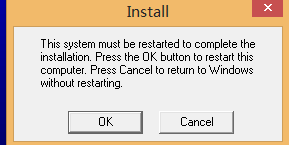 Install
This system must be restarted to complete the
installation. Press the OK button to restart this
computer. Press Cancel to return to Windows
without restarting.
OK
Cancel